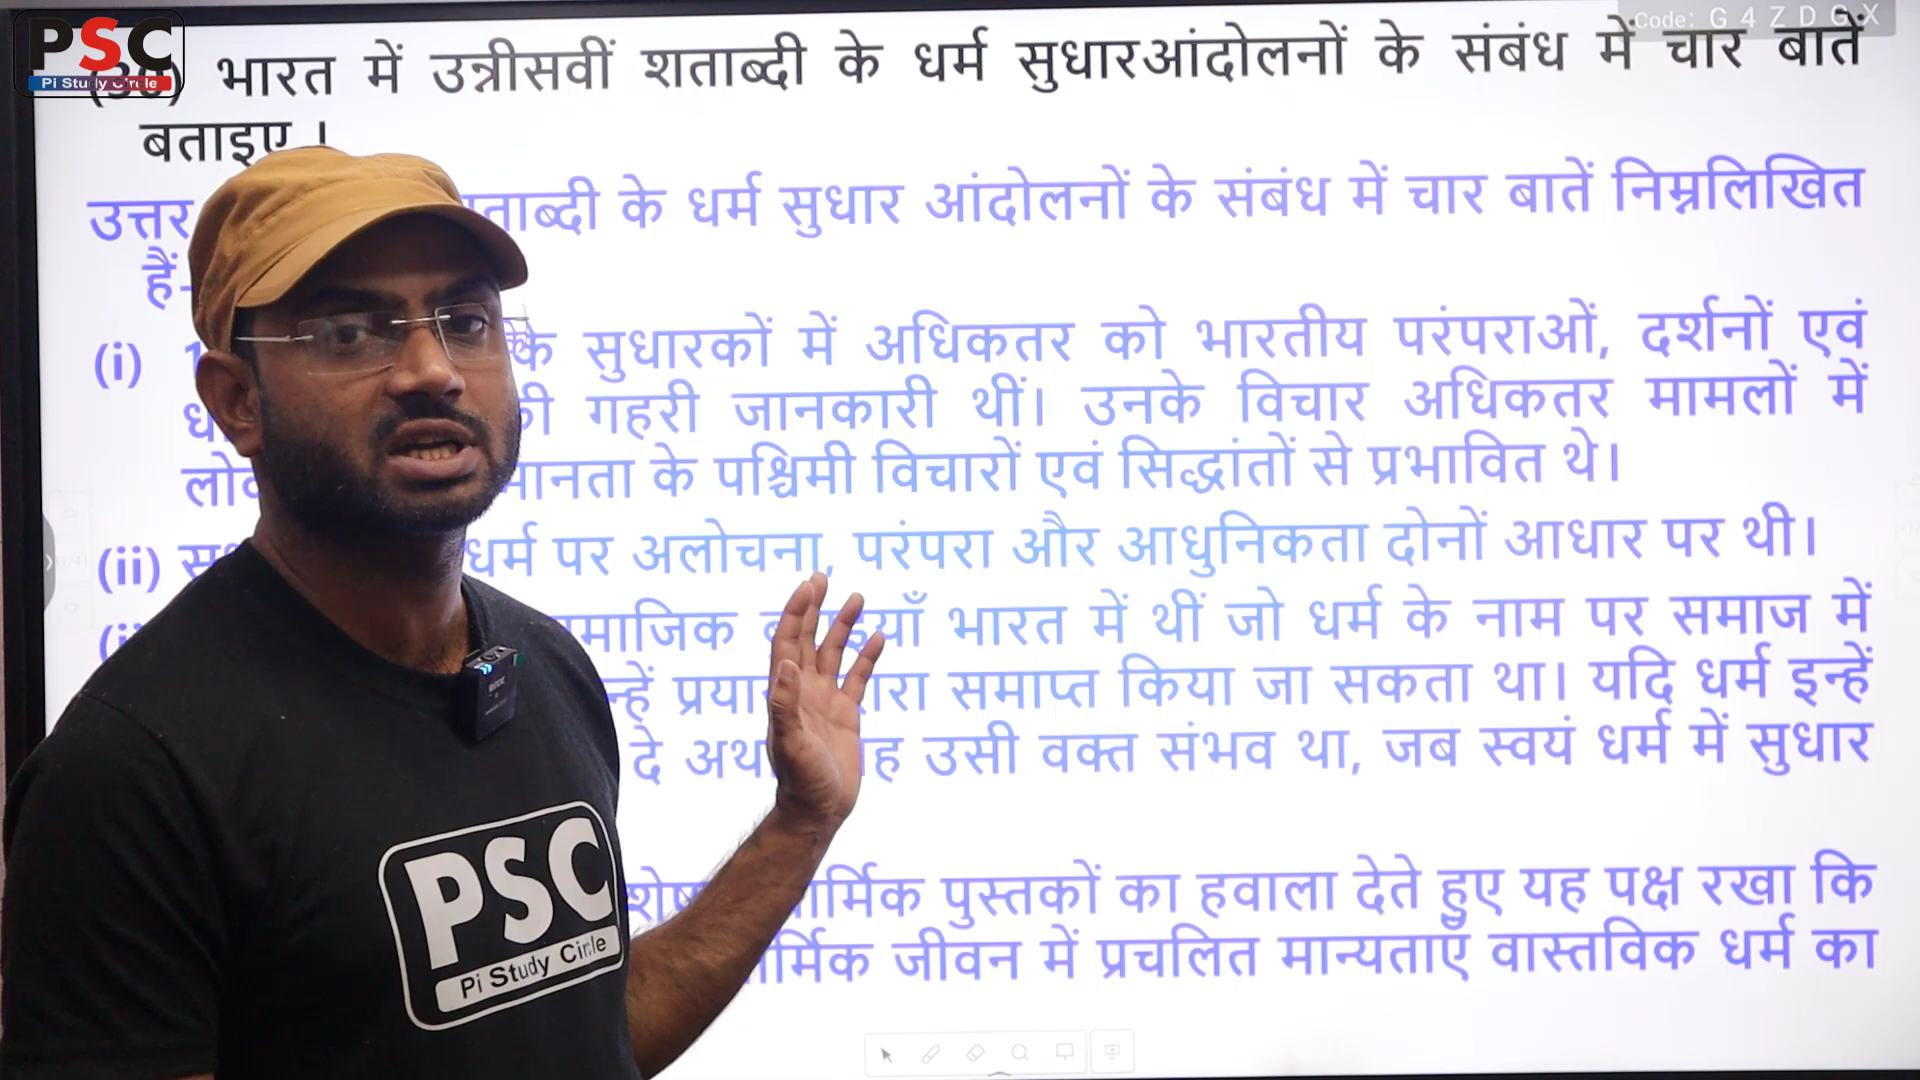 PSC
Pi Study Circle
Code: G 4 Z D G X
(30) भारत में उन्नीसवीं शताब्दी के धर्म सुधारआंदोलनों के संबंध में चार बातें
बताइए ।
उत्तर शताब्दी के धर्म सुधार आंदोलनों के संबंध में चार बातें निम्नलिखित
हैं-
(i) के सुधारकों में अधिकतर को भारतीय परंपराओं, दर्शनों एवं
की गहरी जानकारी थीं। उनके विचार अधिकतर मामलों में
के पश्चिमी विचारों एवं सिद्धांतों से प्रभावित थे।
(ii) धर्म पर अलोचना, परंपरा और आधुनिकता दोनों आधार पर थी।
भारत में थीं जो धर्म के नाम पर समाज में
समाप्त किया जा सकता था। यदि धर्म इन्हें
दे उसी वक्त संभव था, जब स्वयं धर्म में सुधार
पुस्तकों का हवाला देते हुए यह पक्ष रखा कि
जीवन में प्रचलित मान्यताएँ वास्तविक धर्म का
PSC
Pi Study Circle